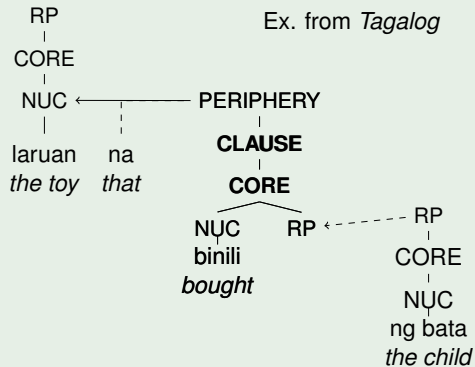 Ex. from Tagalog
RP
CORE
NUC
laruan
the toy
na
that
PERIPHERY
CLAUSE
CORE
NUC
binili
bought
RP
RP
CORE
NUC
ng bata
the child